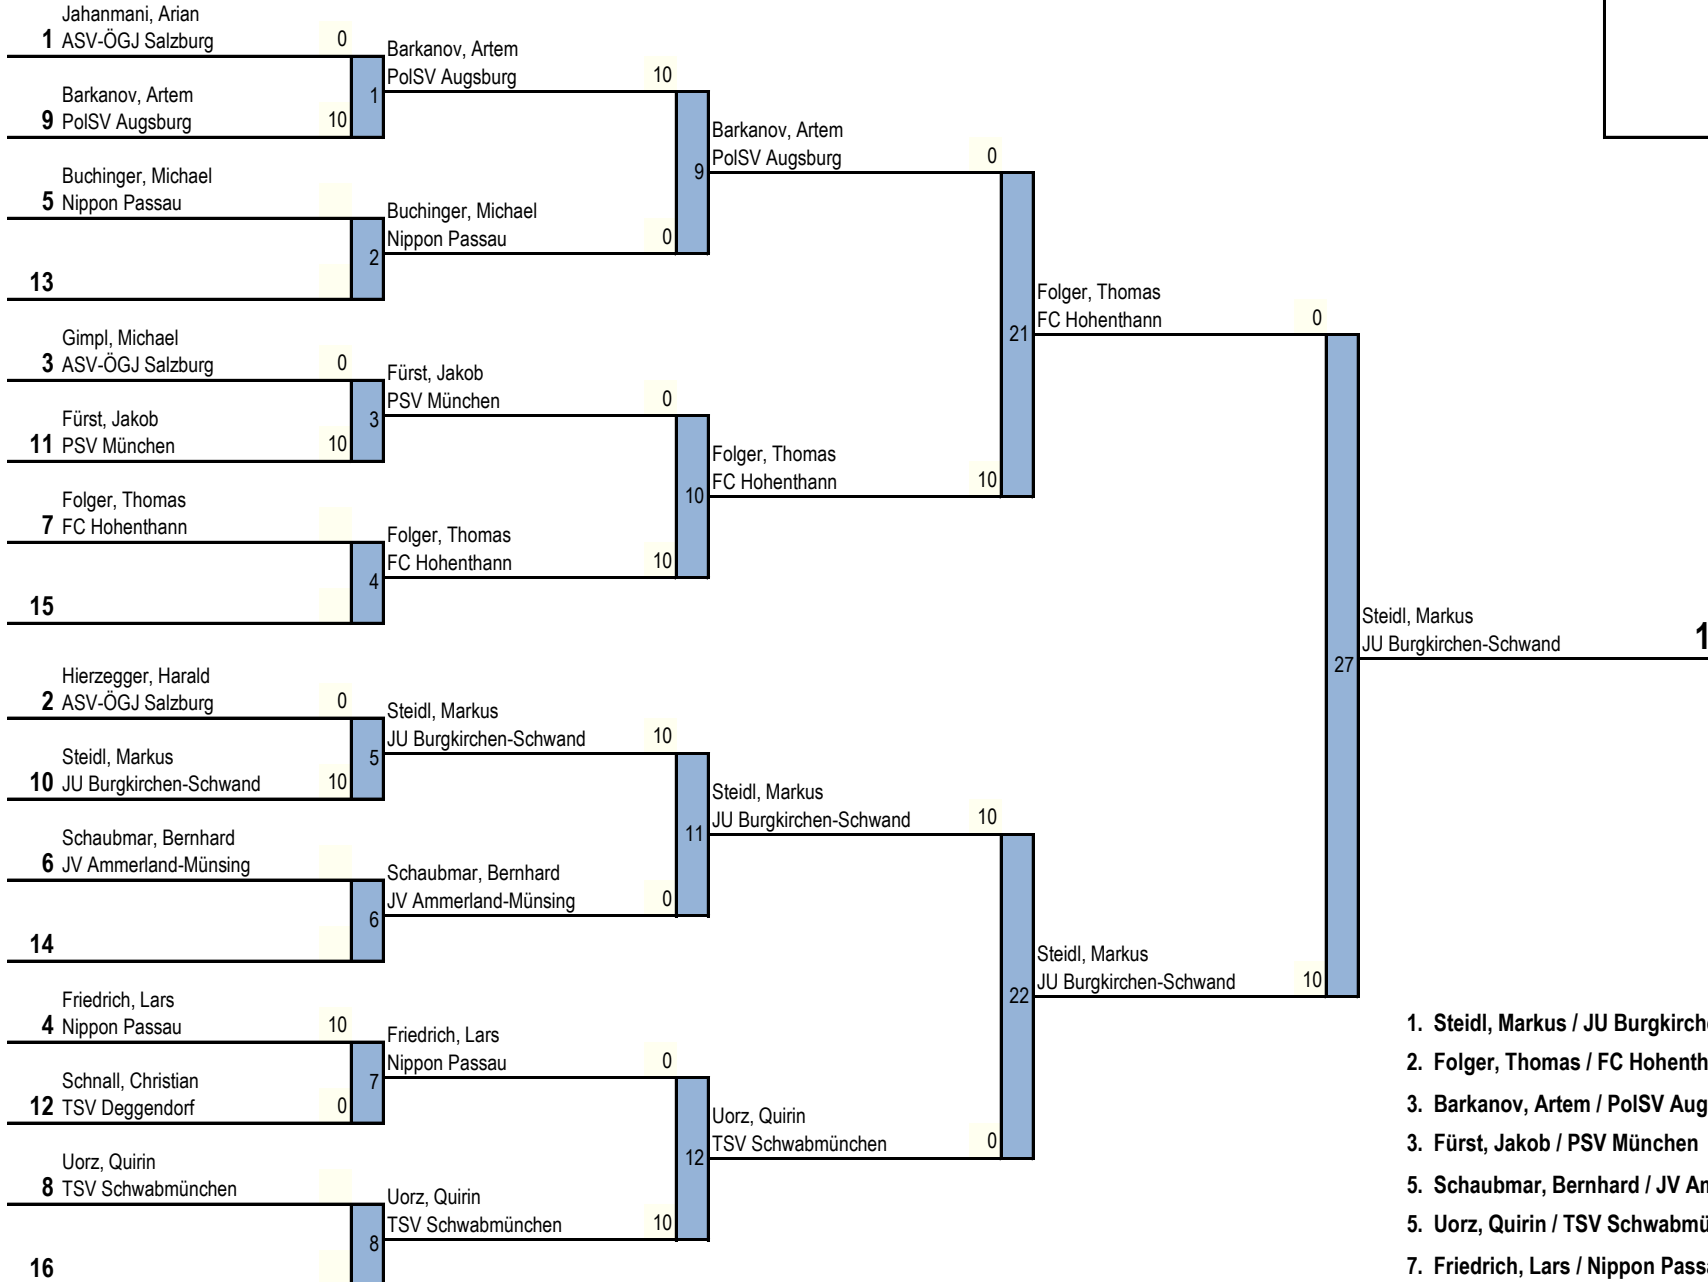 Jahanmani, Arian
1 ASV-ÖGJ Salzburg 0
Barkanov, Artem
9 PolSV Augsburg 10
1
Buchinger, Michael
5 Nippon Passau
13
2
Gimpl, Michael
3 ASV-ÖGJ Salzburg 0
Fürst, Jakob
11 PSV München 10
3
Folger, Thomas
7 FC Hohenthann
15
4
Hierzegger, Harald
2 ASV-ÖGJ Salzburg 0
Steidl, Markus
10 JU Burgkirchen-Schwand 10
5
Schaubmar, Bernhard
6 JV Ammerland-Münsing
14
6
Friedrich, Lars
4 Nippon Passau 10
Schnall, Christian
12 TSV Deggendorf 0
7
Uorz, Quirin
8 TSV Schwabmünchen
16
8
Barkanov, Artem
PolSV Augsburg 10
Buchinger, Michael
Nippon Passau 0
9
Fürst, Jakob
PSV München 0
Folger, Thomas
FC Hohenthann 10
10
Steidl, Markus
JU Burgkirchen-Schwand 10
Schaubmar, Bernhard
JV Ammerland-Münsing 0
11
Friedrich, Lars
Nippon Passau 0
Uorz, Quirin
TSV Schwabmünchen 10
12
Barkanov, Artem
PolSV Augsburg 0
Folger, Thomas
FC Hohenthann 10
21
Steidl, Markus
JU Burgkirchen-Schwand 10
Uorz, Quirin
TSV Schwabmünchen 0
22
Folger, Thomas
FC Hohenthann 0
Steidl, Markus
JU Burgkirchen-Schwand 10
27
Steidl, Markus
JU Burgkirchen-Schwand 1
1. Steidl, Markus / JU Burgkirch
2. Folger, Thomas / FC Hohenth
3. Barkanov, Artem / PolSV Aug
3. Fürst, Jakob / PSV München
5. Schaubmar, Bernhard / JV Am
5. Uorz, Quirin / TSV Schwabmü
7. Friedrich, Lars / Nippon Pass